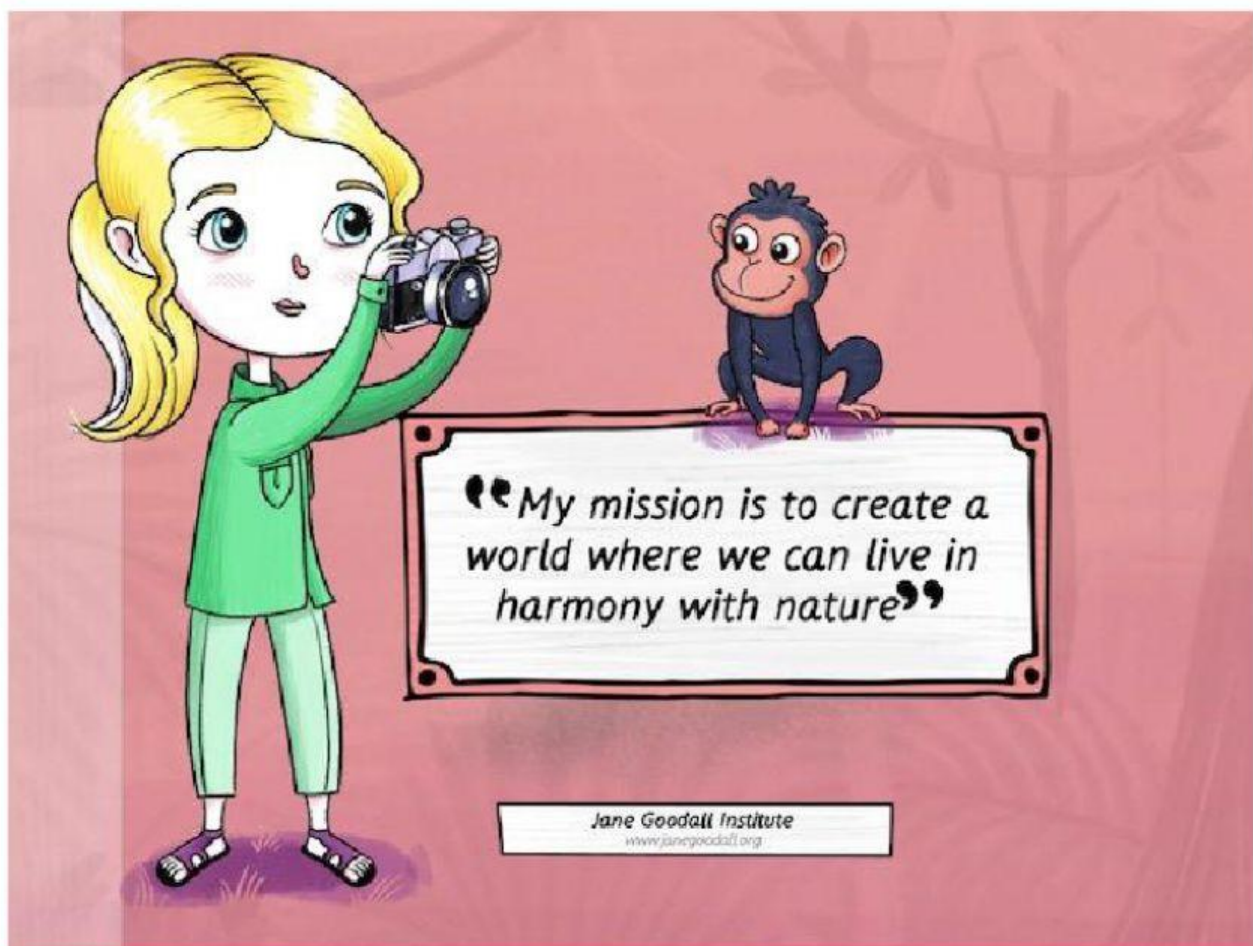 “My mission is to create a
world where we can live in
harmony with nature”
Jane Goodall Institute
www.janegoodall.org